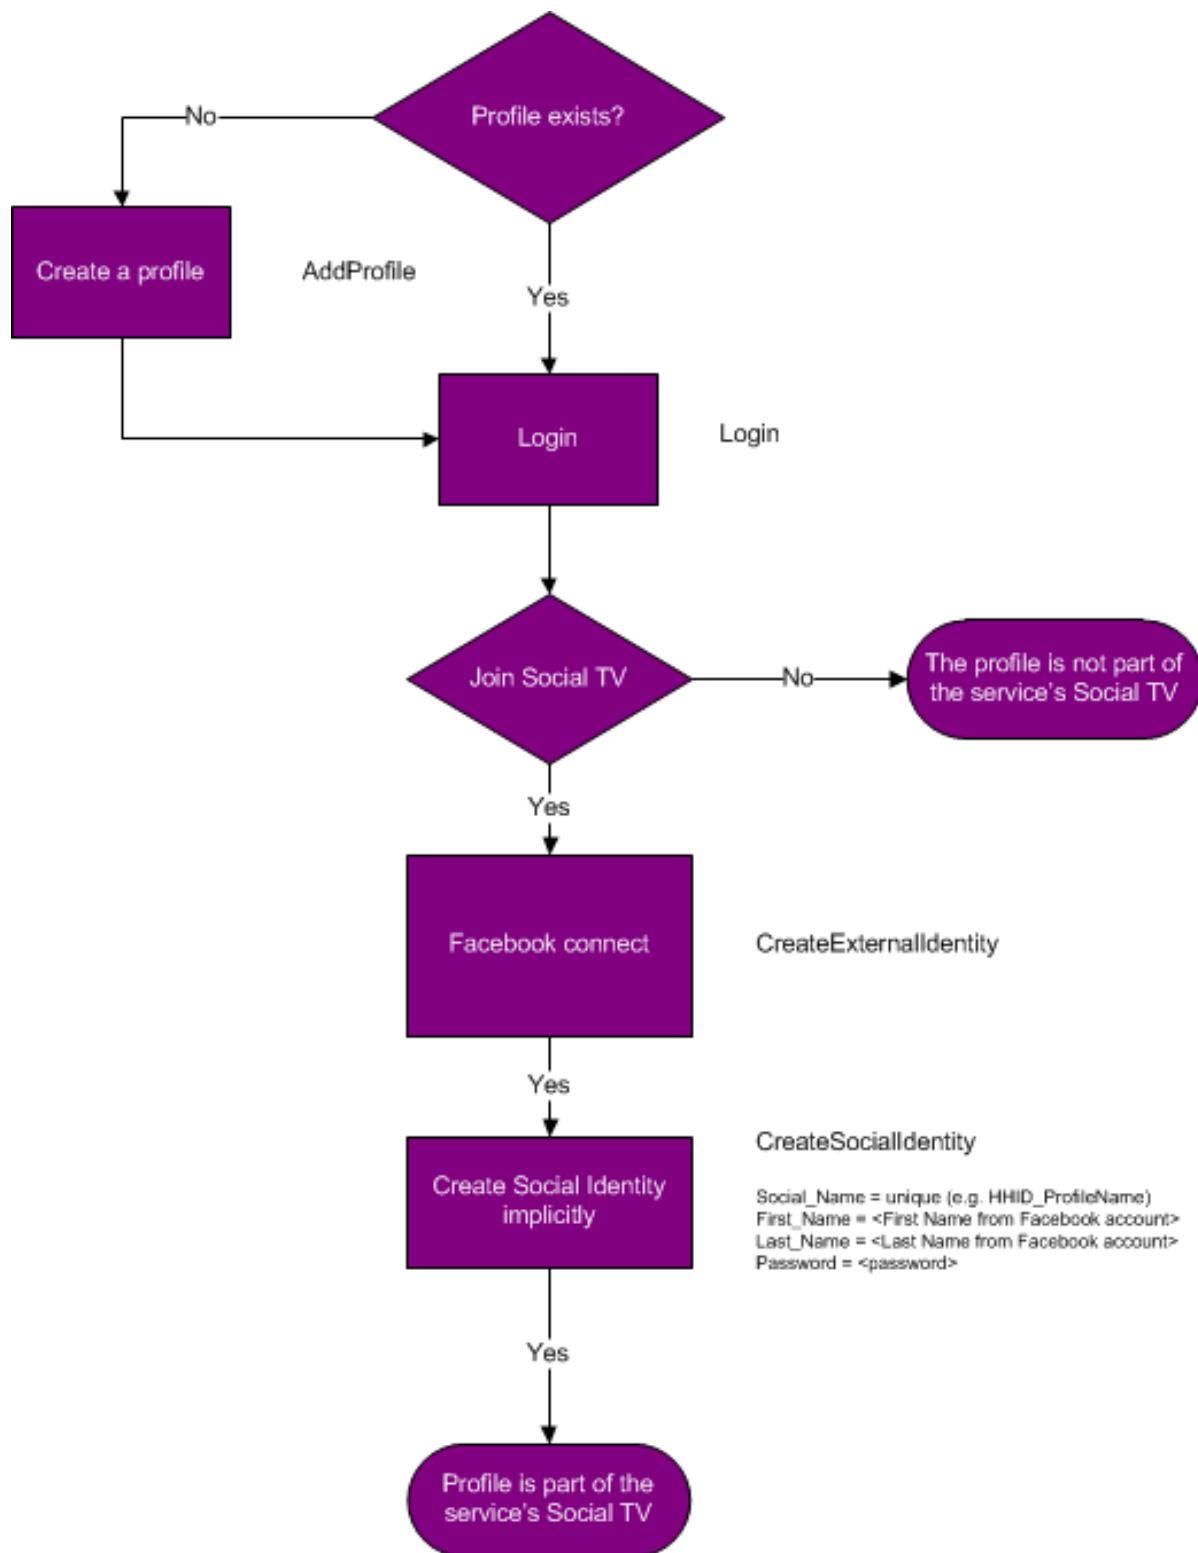 Profile exists?
No
Create a profile
AddProfile
Yes
Login
Login
Join Social TV
No
The profile is not part of
the service's Social TV
Yes
Facebook connect
CreateExternalIdentity
Yes
Create Social Identity
implicitly
CreateSocialIdentity
Social_Name = unique (e.g. HHID_ProfileName)
First_Name = <First Name from Facebook account>
Last_Name = <Last Name from Facebook account>
Password = <password>
Yes
Profile is part of the
service's Social TV